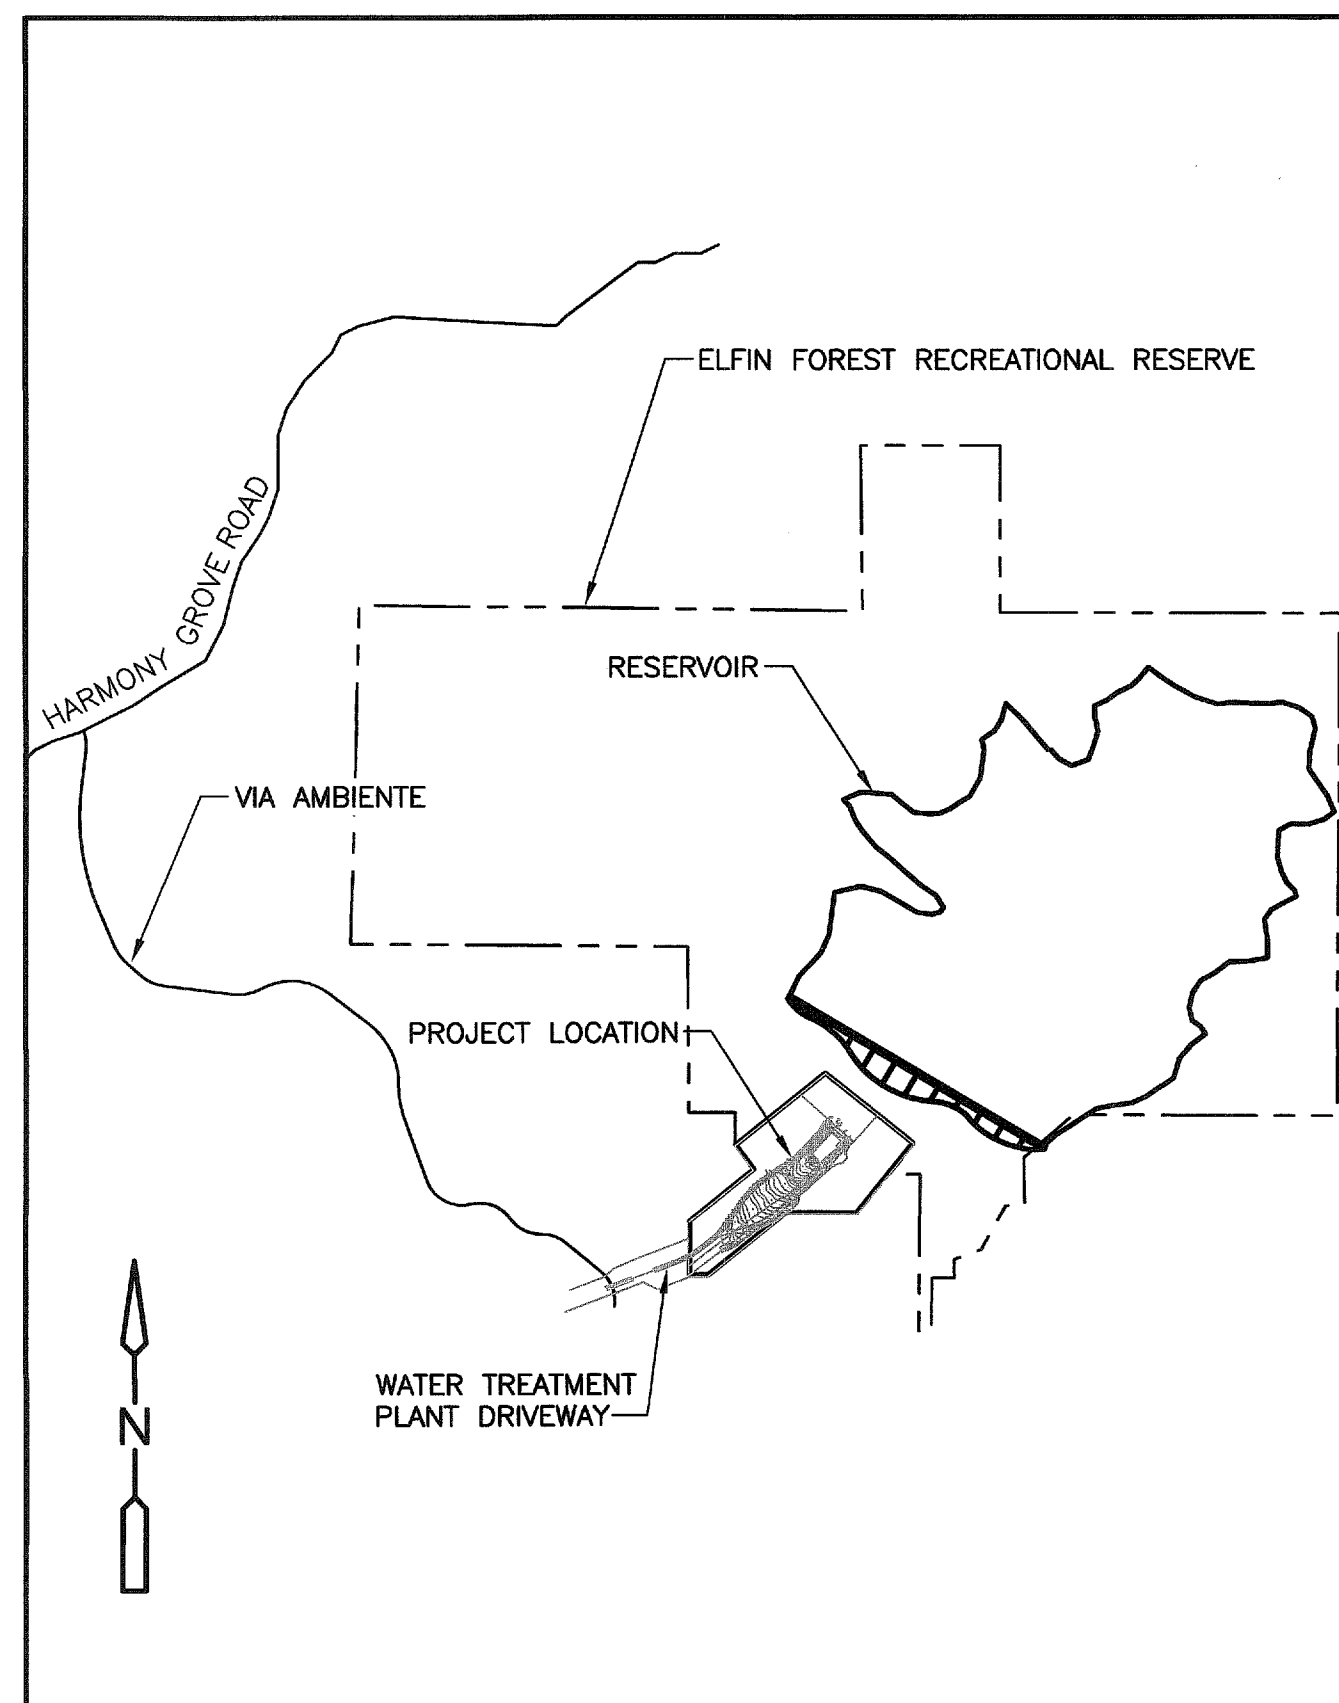 ELFIN FOREST RECREATIONAL RESERVE
HARMONY GROVE ROAD
RESERVOIR
VIA AMBIENTE
PROJECT LOCATION
WATER TREATMENT
PLANT DRIVEWAY
N